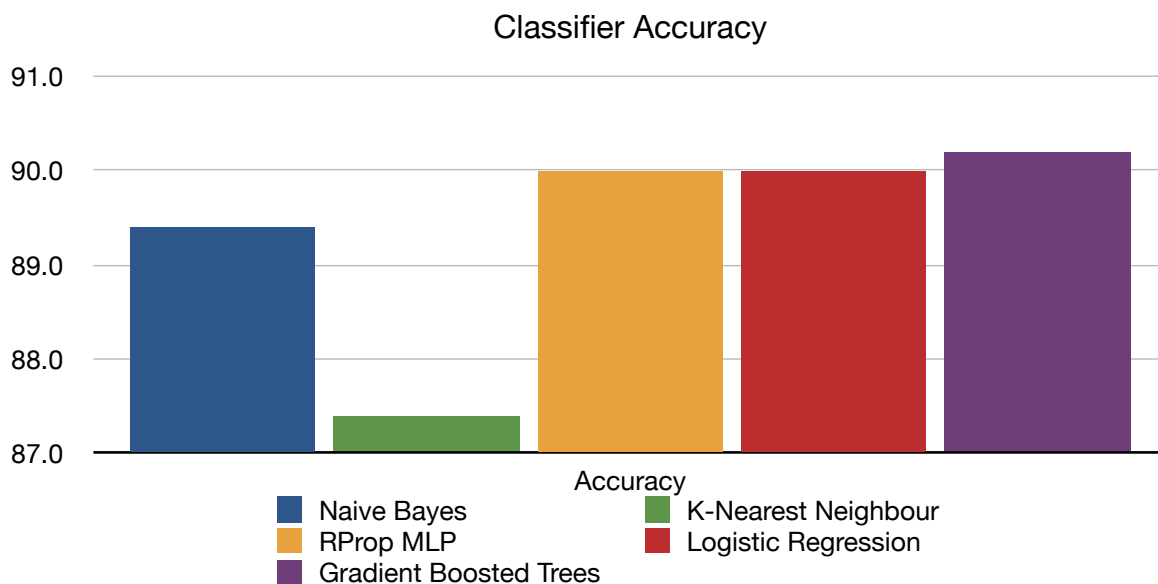 Classifier Accuracy
91.0
90.0
89.0
88.0
87.0
Accuracy
Naive Bayes
K-Nearest Neighbour
RProp MLP
Logistic Regression
Gradient Boosted Trees